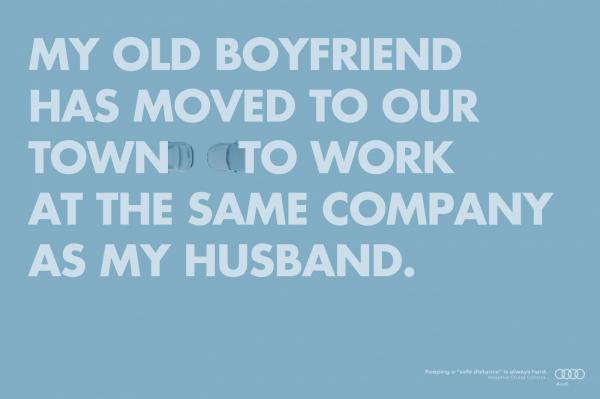 MY OLD BOYFRIEND
HAS MOVED TO OUR
TOWN TO WORK
AT THE SAME COMPANY
AS MY HUSBAND.
Keeping a "safe distance" is always hard.
Adaptive Cruise Control.
Audi